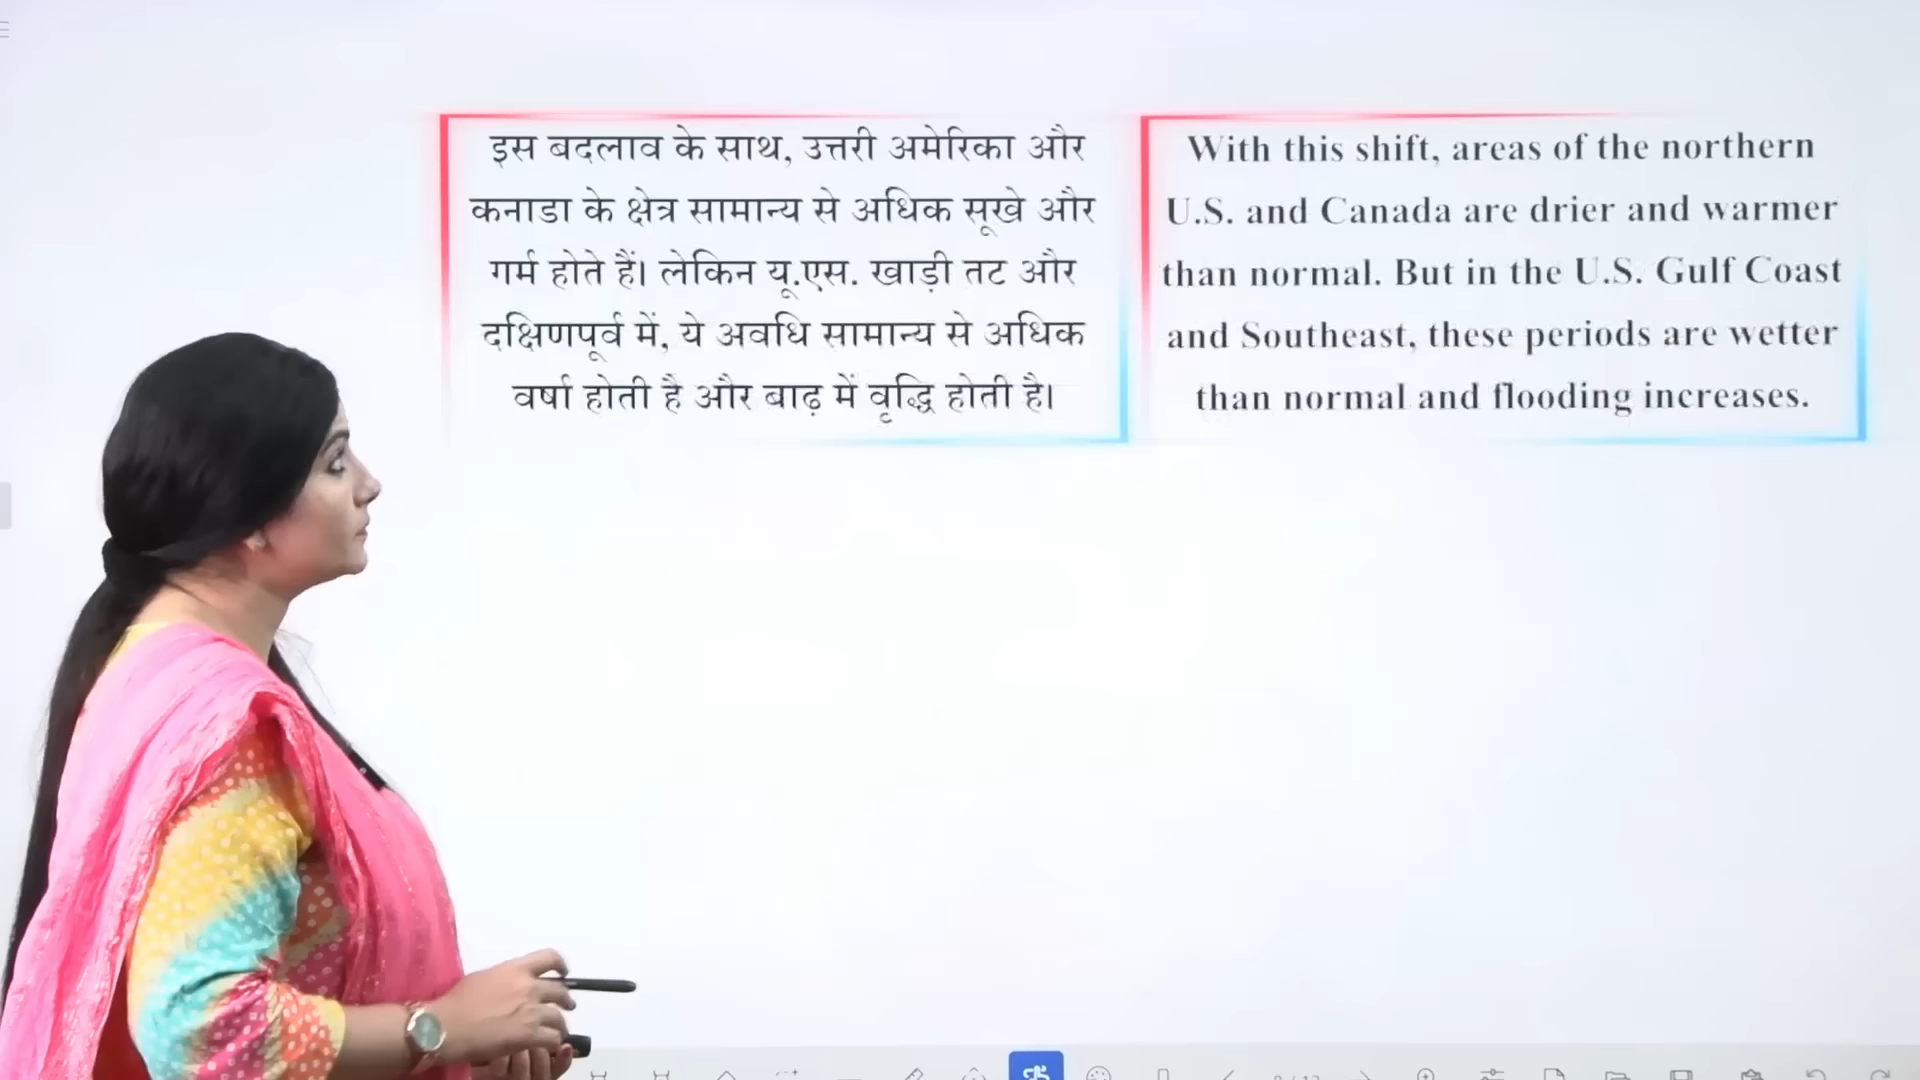 इस बदलाव के साथ, उत्तरी अमेरिका और
कनाडा के क्षेत्र सामान्य से अधिक सूखे और
गर्म होते हैं। लेकिन यू.एस. खाड़ी तट और
दक्षिणपूर्व में, ये अवधि सामान्य से अधिक
वर्षा होती है और बाढ़ में वृद्धि होती है।
With this shift, areas of the northern
U.S. and Canada are drier and warmer
than normal. But in the U.S. Gulf Coast
and Southeast, these periods are wetter
than normal and flooding increases.